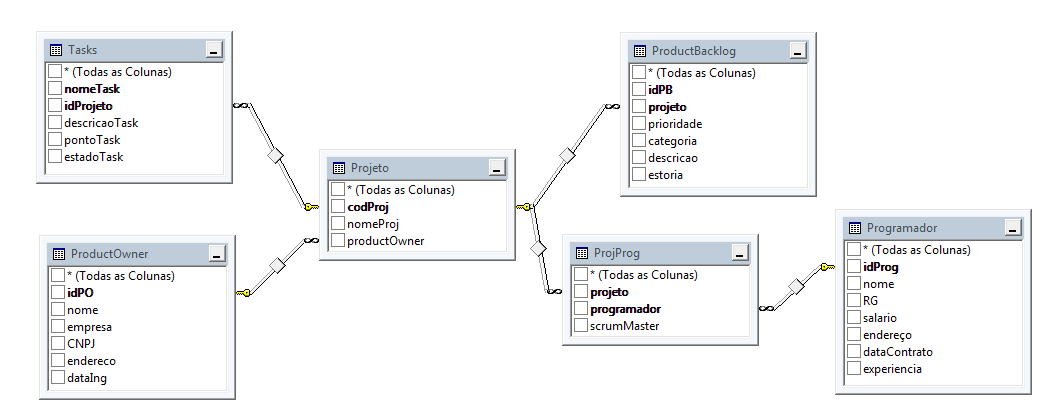 Tasks
* (Todas as Colunas)
nomeTask
idProjeto
descricaoTask
pontoTask
estadoTask
ProductBacklog
* (Todas as Colunas)
idPB
projeto
prioridade
categoria
descricao
estoria
Projeto
* (Todas as Colunas)
codProj
nomeProj
productOwner
ProductOwner
* (Todas as Colunas)
idPO
nome
empresa
CNPJ
endereco
dataIng
ProjProg
* (Todas as Colunas)
projeto
programador
scrumMaster
Programador
* (Todas as Colunas)
idProg
nome
RG
salario
endereço
dataContrato
experiencia